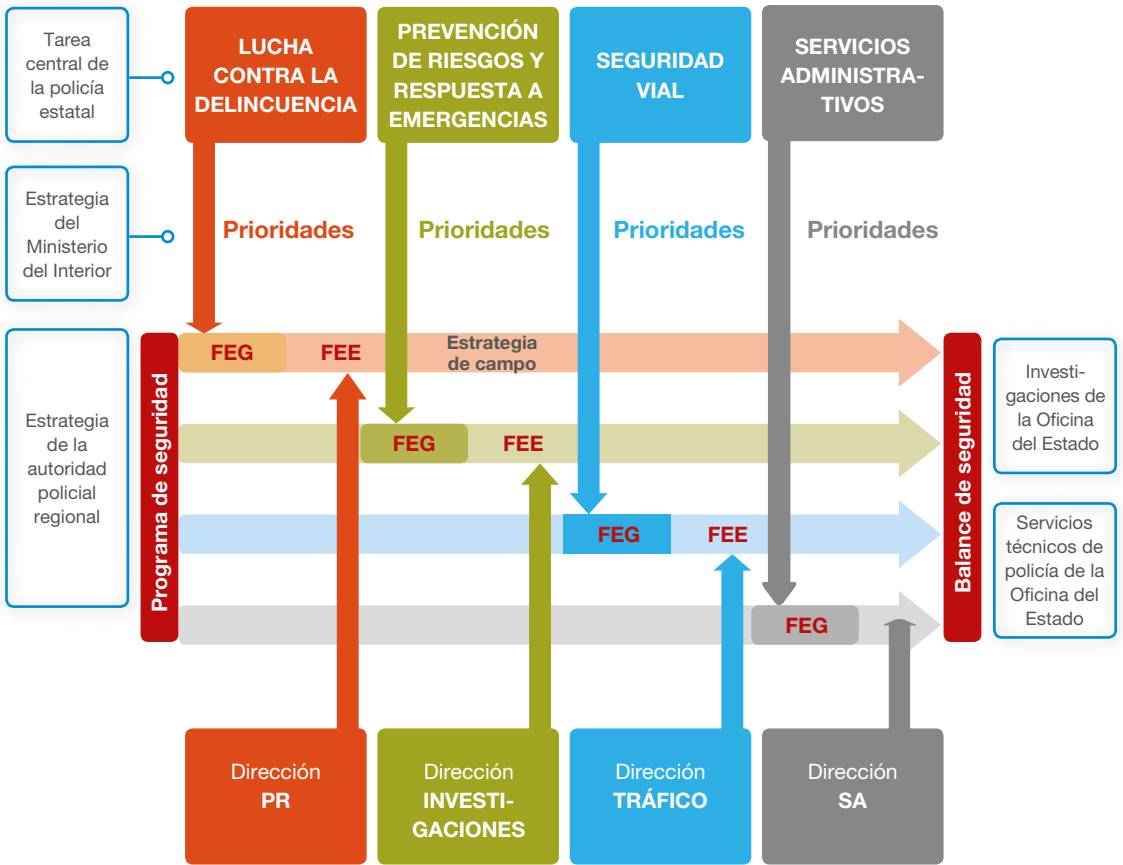 Tarea
central de
la policía
estatal
LUCHA
CONTRA LA
DELINCUENCIA
PREVENCIÓN
DE RIESGOS Y
RESPUESTA A
EMERGENCIAS
SEGURIDAD
VIAL
SERVICIOS
ADMINISTRA-
TIVOS
Estrategia
del
Ministerio
del Interior
Prioridades
Prioridades
Prioridades
Prioridades
Estrategia
de la
autoridad
policial
regional
Programa de seguridad
FEG
FEE
Estrategia
de campo
FEG
FEE
FEG
FEE
FEG
Balance de seguridad
Investi-
gaciones de
la Oficina
del Estado
Servicios
técnicos de
policía de la
Oficina del
Estado
Dirección
PR
Dirección
INVESTI-
GACIONES
Dirección
TRÁFICO
Dirección
SA